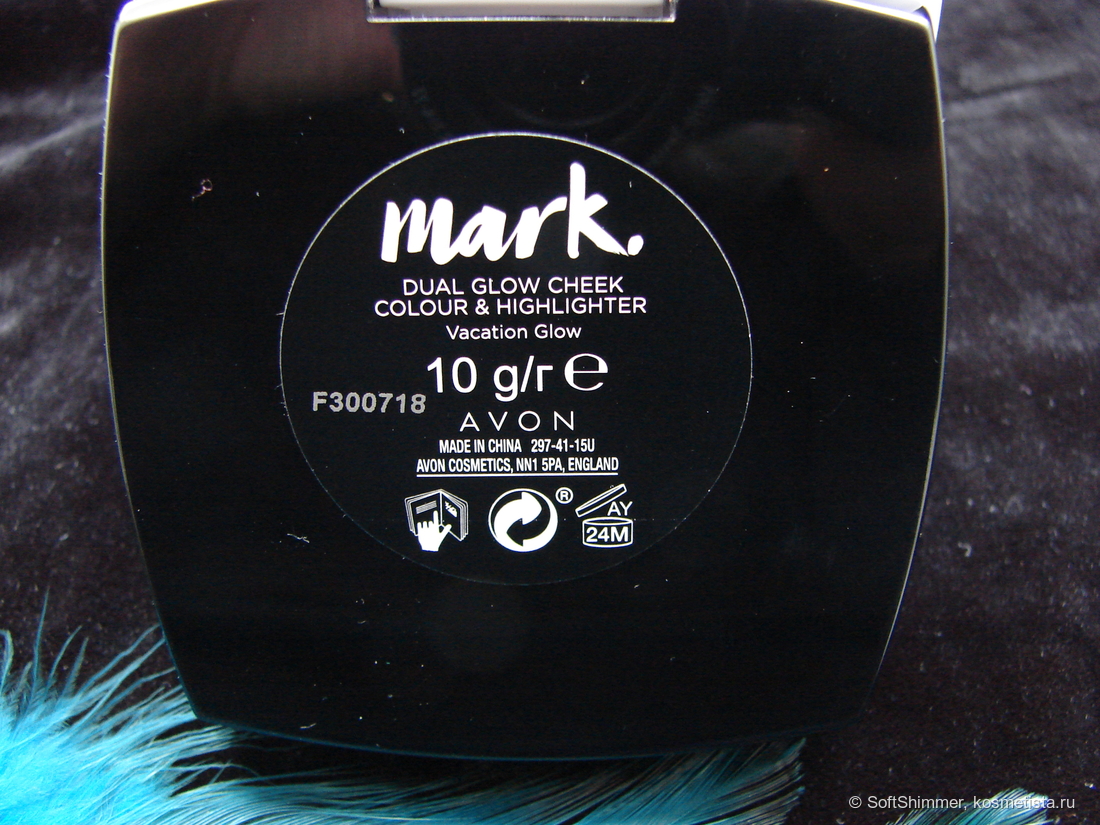 mark.
DUAL GLOW CHEEK
COLOUR & HIGHLIGHTER
Vacation Glow
10 g/г ℮
F300718
AVON
MADE IN CHINA 297-41-15U
AVON COSMETICS, NN1 5PA, ENGLAND
®
AY
24M
© SoftShimmer, kosmetista.ru